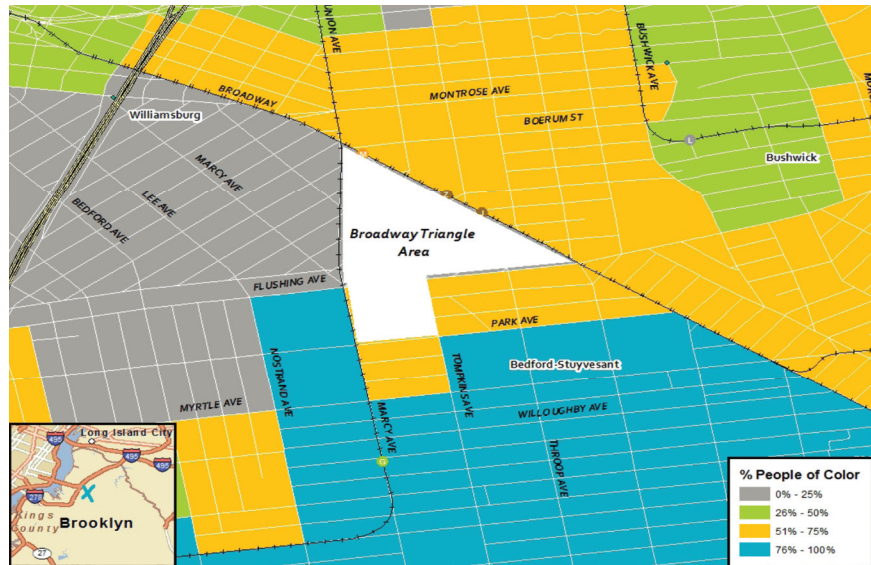 UNION AVE
BUSHWICK AVE
BROADWAY
MONTROSE AVE
BOERUM ST
Williamsburg
Bushwick
MARCY AVE
LEE AVE
BEDFORD AVE
Broadway Triangle
Area
FLUSHING AVE
PARK AVE
NOSTRAND AVE
TOMPKINS AVE
Bedford-Stuyvesant
MYRTLE AVE
WILLOUGHBY AVE
MARCY AVE
THROOP AVE
L
G
Long Island City
495
495
495
278
Kings
County
Brooklyn
27
% People of Color
0% - 25%
26% - 50%
51% - 75%
76% - 100%